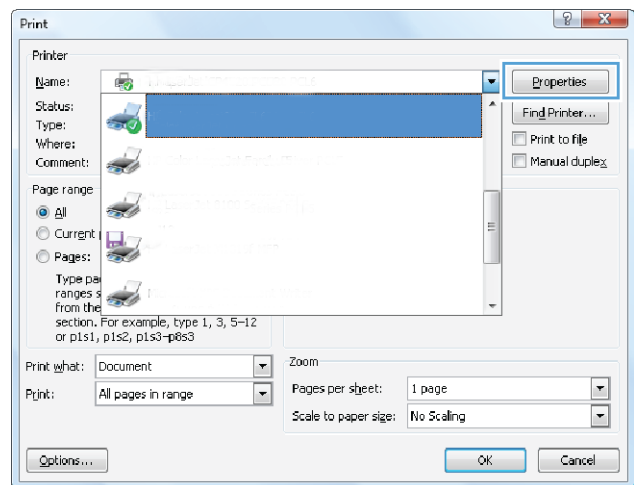 Print
Printer
Name:
Properties
Status:
Find Printer...
Type:
Where:
Print to file
Comment:
Manual duplex
Page range
All
Current
Pages:
Type
ranges
from the
section. For example, type 1, 3, 5–12
or p1s1, p1s2, p1s3–p8s3
Print what: Document
Zoom
Print: All pages in range
Pages per sheet: 1 page
Scale to paper size: No Scaling
Options...
OK
Cancel